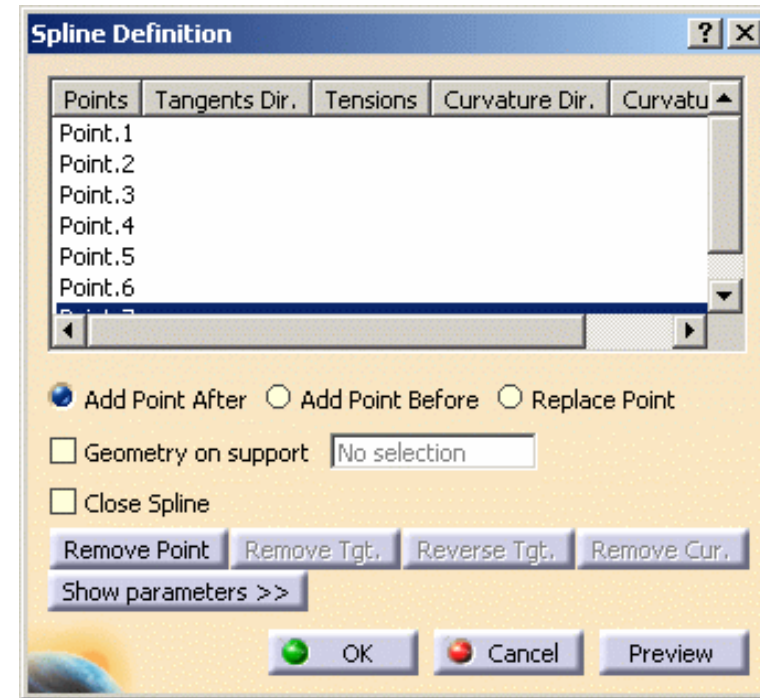 Spline Definition
? X
Points Tangents Dir. Tensions Curvature Dir. Curvatu
Point.1
Point.2
Point.3
Point.4
Point.5
Point.6
Add Point After Add Point Before Replace Point
Geometry on support No selection
Close Spline
Remove Point Remove Tgt. Reverse Tgt. Remove Cur.
Show parameters >>
OK Cancel Preview